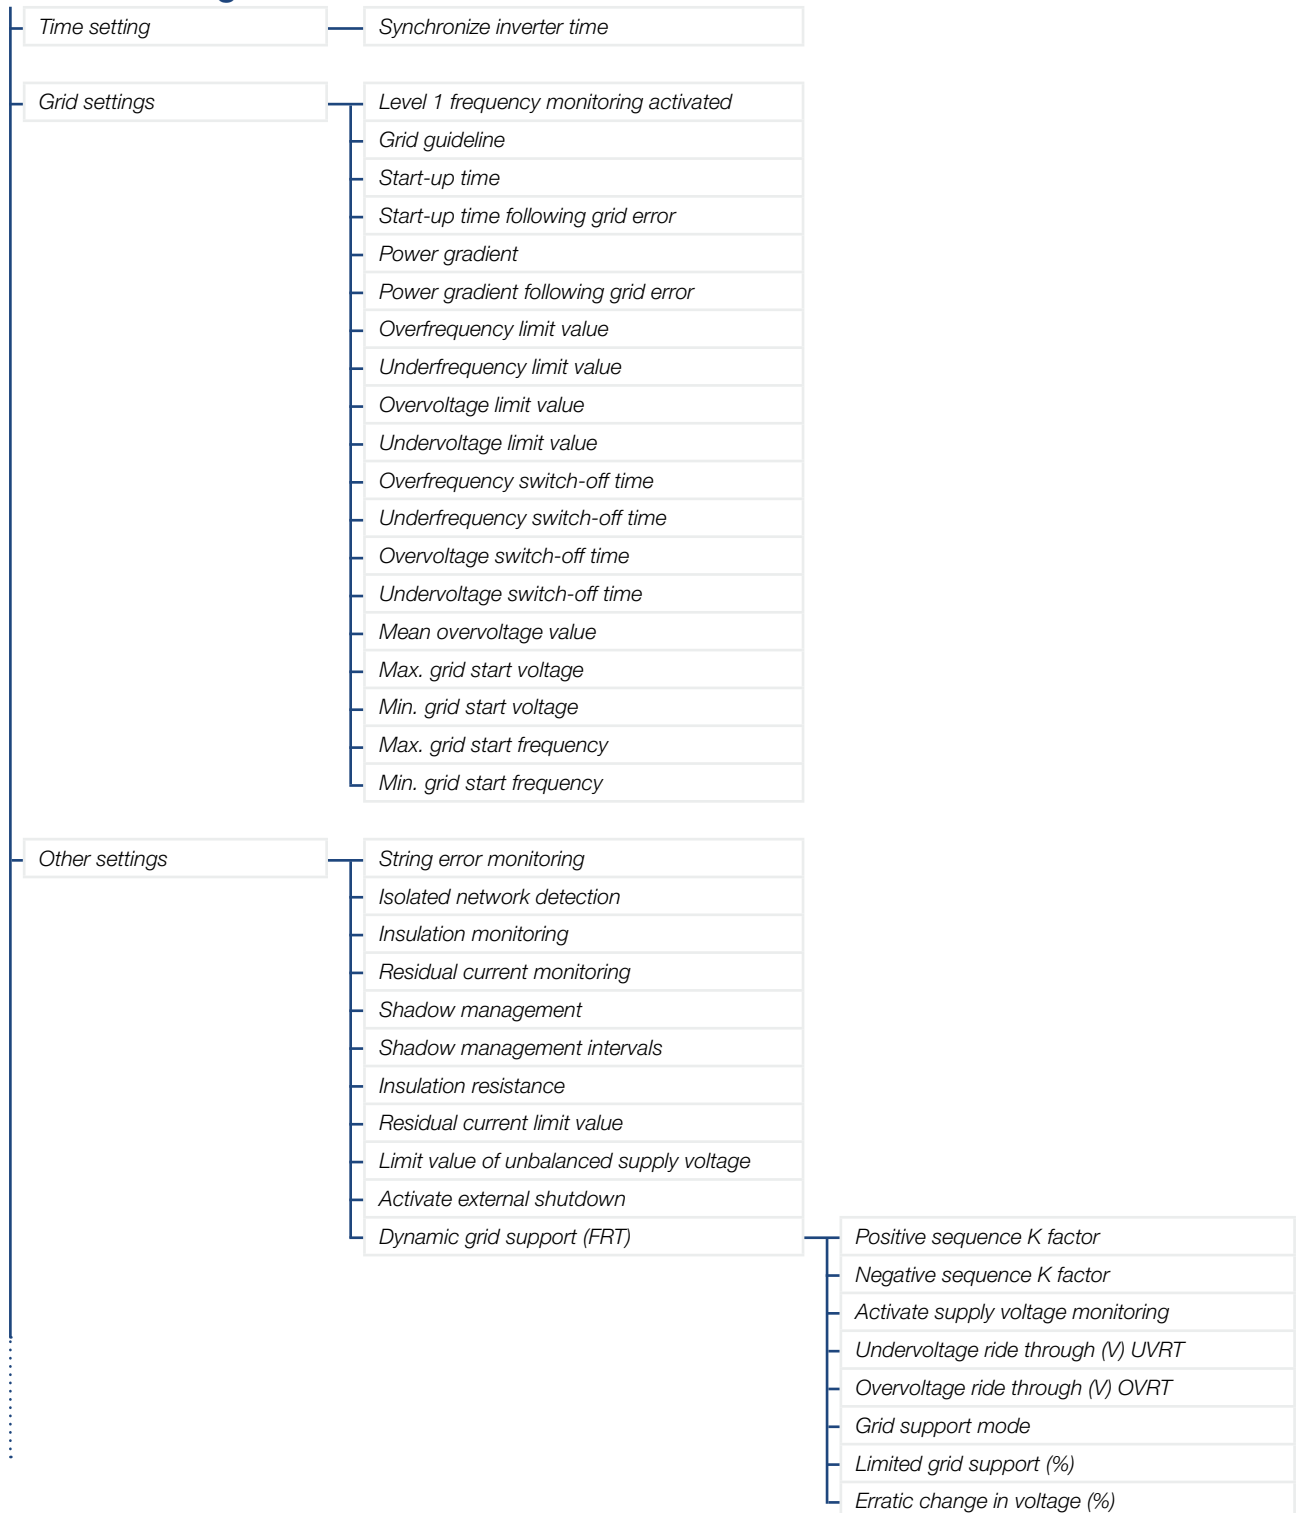 Time setting
Synchronize inverter time
Grid settings
Level 1 frequency monitoring activated
Grid guideline
Start-up time
Start-up time following grid error
Power gradient
Power gradient following grid error
Overfrequency limit value
Underfrequency limit value
Overvoltage limit value
Undervoltage limit value
Overfrequency switch-off time
Underfrequency switch-off time
Overvoltage switch-off time
Undervoltage switch-off time
Mean overvoltage value
Max. grid start voltage
Min. grid start voltage
Max. grid start frequency
Min. grid start frequency
Other settings
String error monitoring
Isolated network detection
Insulation monitoring
Residual current monitoring
Shadow management
Shadow management intervals
Insulation resistance
Residual current limit value
Limit value of unbalanced supply voltage
Activate external shutdown
Dynamic grid support (FRT)
Positive sequence K factor
Negative sequence K factor
Activate supply voltage monitoring
Undervoltage ride through (V) UVRT
Overvoltage ride through (V) OVRT
Grid support mode
Limited grid support (%)
Erratic change in voltage (%)